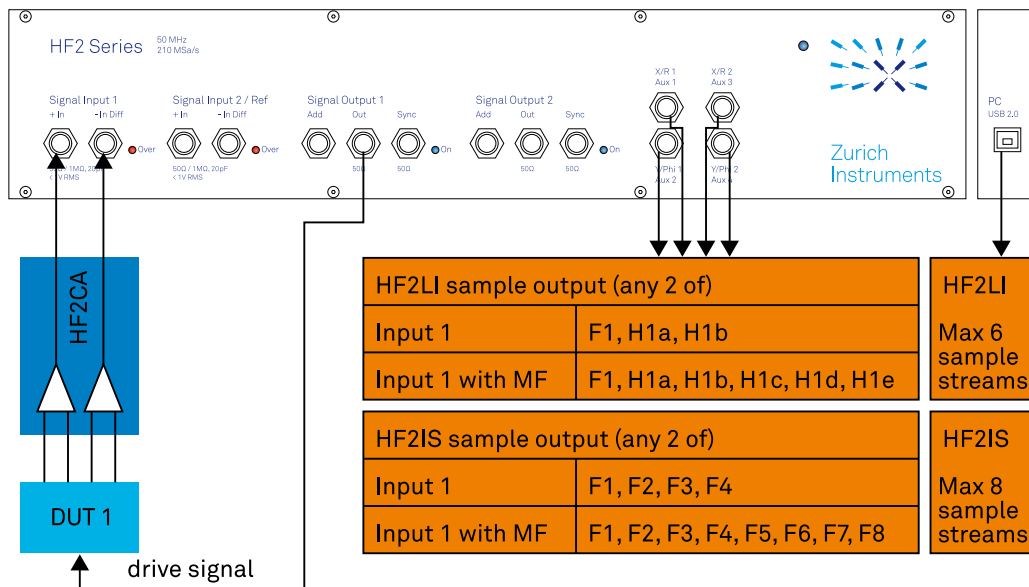 HF2 Series
50 MHz
210 MSa/s
Signal Input 1
+ In
- In Diff
Over
50Ω / 1MΩ, 20pF
< 1V RMS
Signal Input 2 / Ref
+ In
- In Diff
Over
50Ω / 1MΩ, 20pF
< 1V RMS
Signal Output 1
Add
Out
Sync
On
50Ω
50Ω
Signal Output 2
Add
Out
Sync
On
50Ω
50Ω
X/R 1
Aux 1
X/R 2
Aux 3
Y/Phi 1
Aux 2
Y/Phi 2
Aux 4
Zurich
Instruments
PC
USB 2.0
HF2CA
DUT 1
drive signal
HF2LI sample output (any 2 of)
Input 1
F1, H1a, H1b
Input 1 with MF
F1, H1a, H1b, H1c, H1d, H1e
HF2LI
Max 6
sample
streams
HF2IS sample output (any 2 of)
Input 1
F1, F2, F3, F4
Input 1 with MF
F1, F2, F3, F4, F5, F6, F7, F8
HF2IS
Max 8
sample
streams